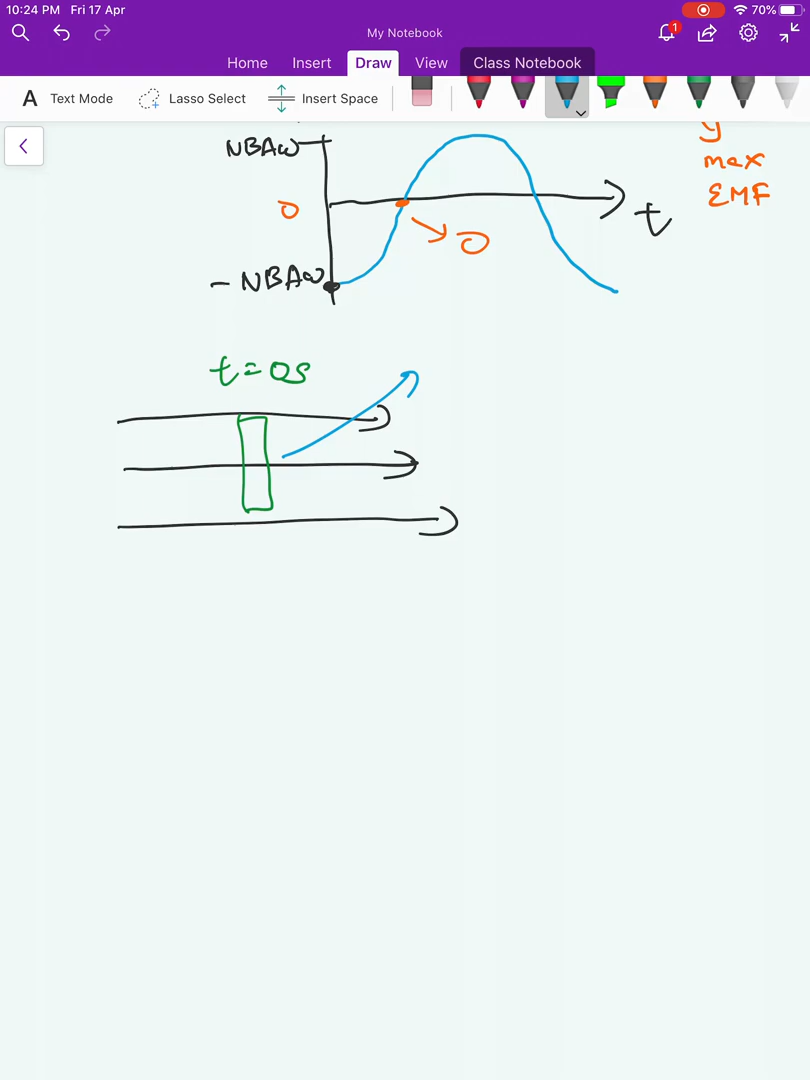 10:24 PM Fri 17 Apr
70%
My Notebook
1
Home Insert Draw View Class Notebook
A Text Mode Lasso Select Insert Space
y
max
EMF
NBAω
0
t
0
- NBAω
t=0s